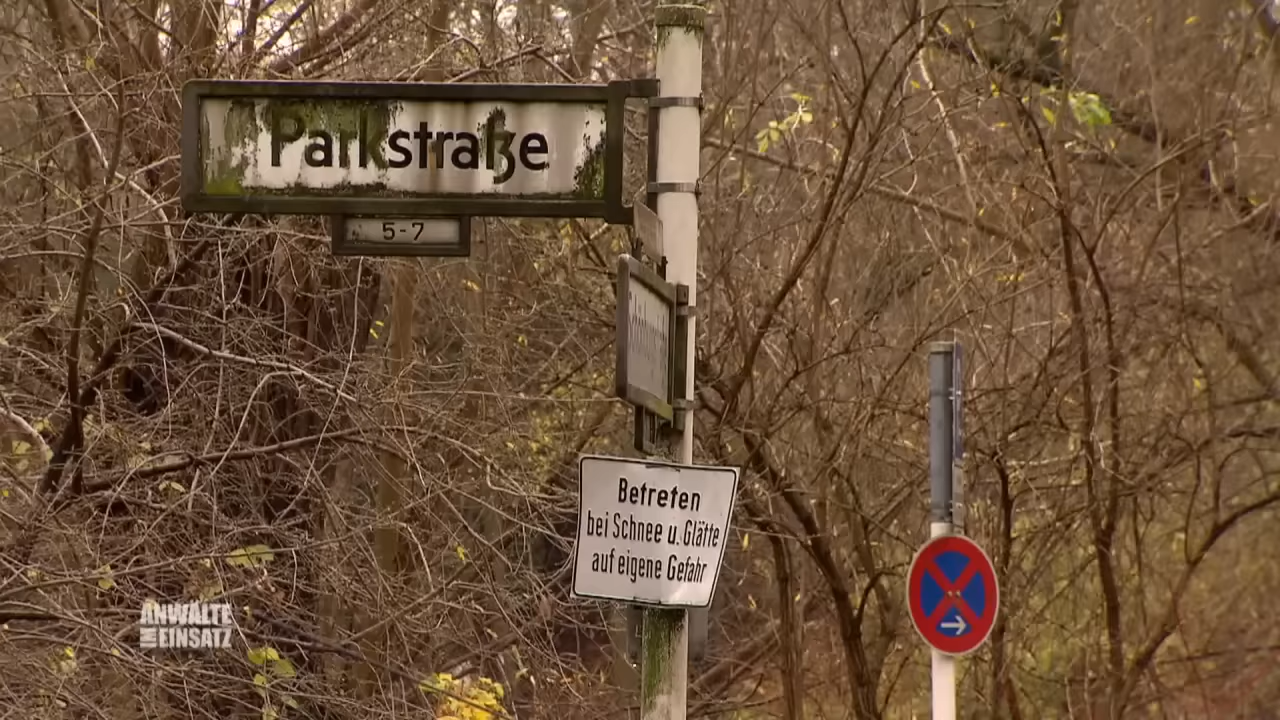 Parkstraße
5-7
Betreten
bei Schnee u. Glätte
auf eigene Gefahr
ANWÄLTE
IM EINSATZ